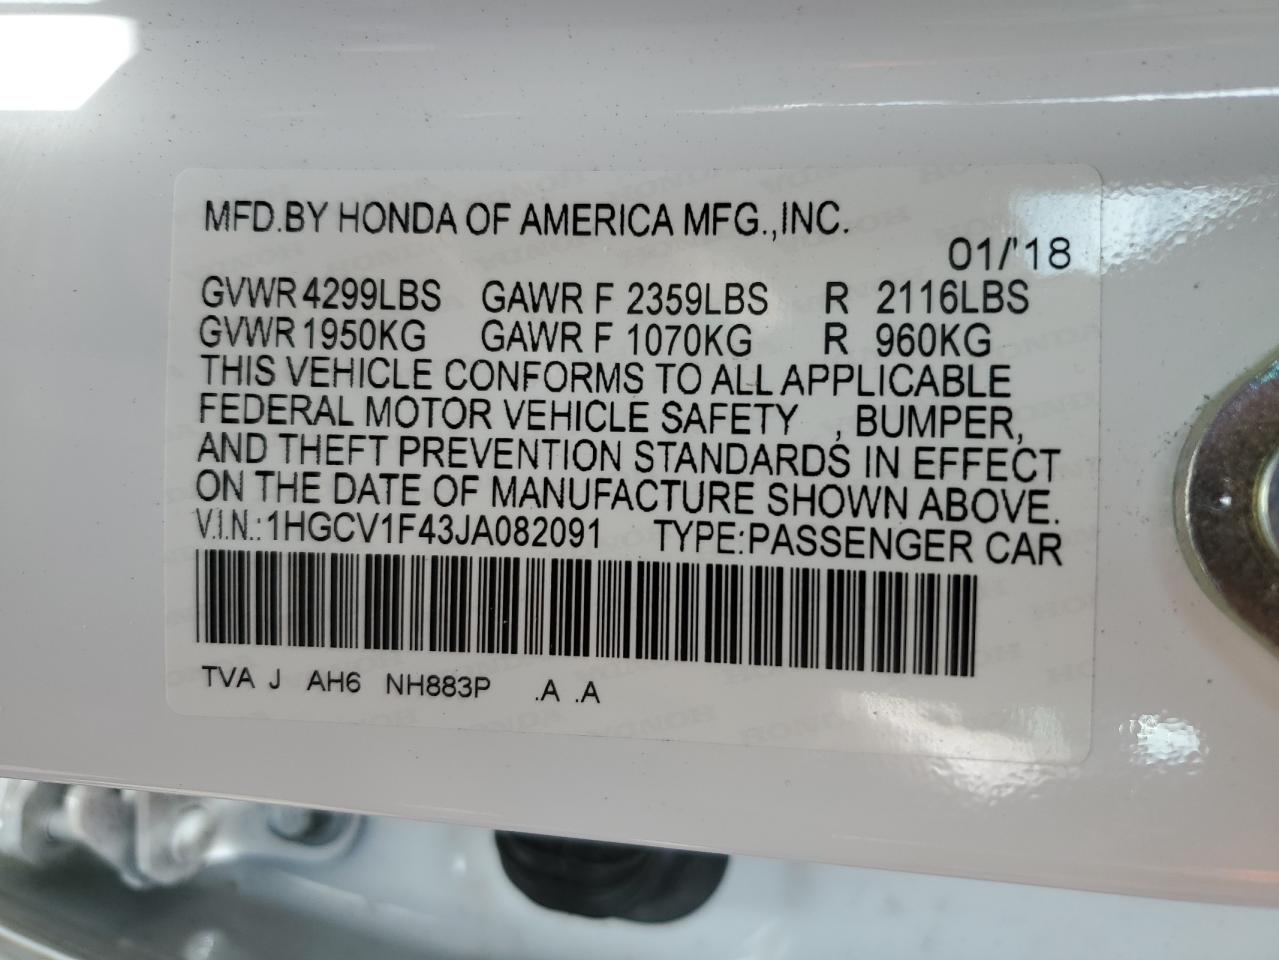 MFD.BY HONDA OF AMERICA MFG.,INC.
01/'18
GVWR 4299LBS GAWR F 2359LBS R 2116LBS
GVWR 1950KG GAWR F 1070KG R 960KG
THIS VEHICLE CONFORMS TO ALL APPLICABLE
FEDERAL MOTOR VEHICLE SAFETY , BUMPER,
AND THEFT PREVENTION STANDARDS IN EFFECT
ON THE DATE OF MANUFACTURE SHOWN ABOVE.
V.I.N.:1HGCV1F43JA082091 TYPE:PASSENGER CAR
TVA J AH6 NH883P .A .A